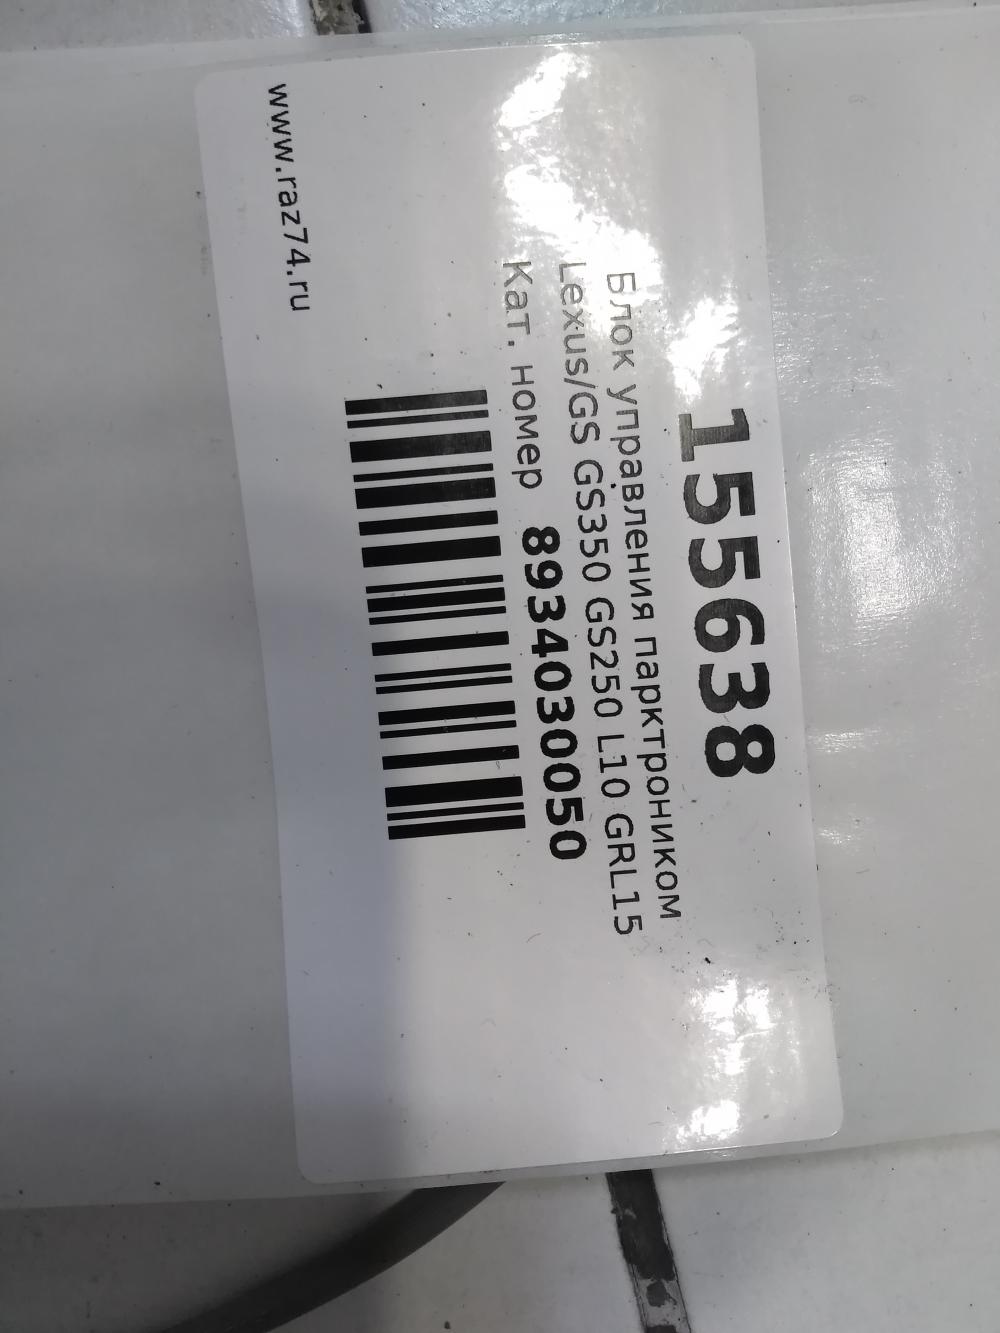 155638
Блок управления парктроником
Lexus/GS GS350 GS250 L10 GRL15
Кат. номер 8934030050
www.raz74.ru